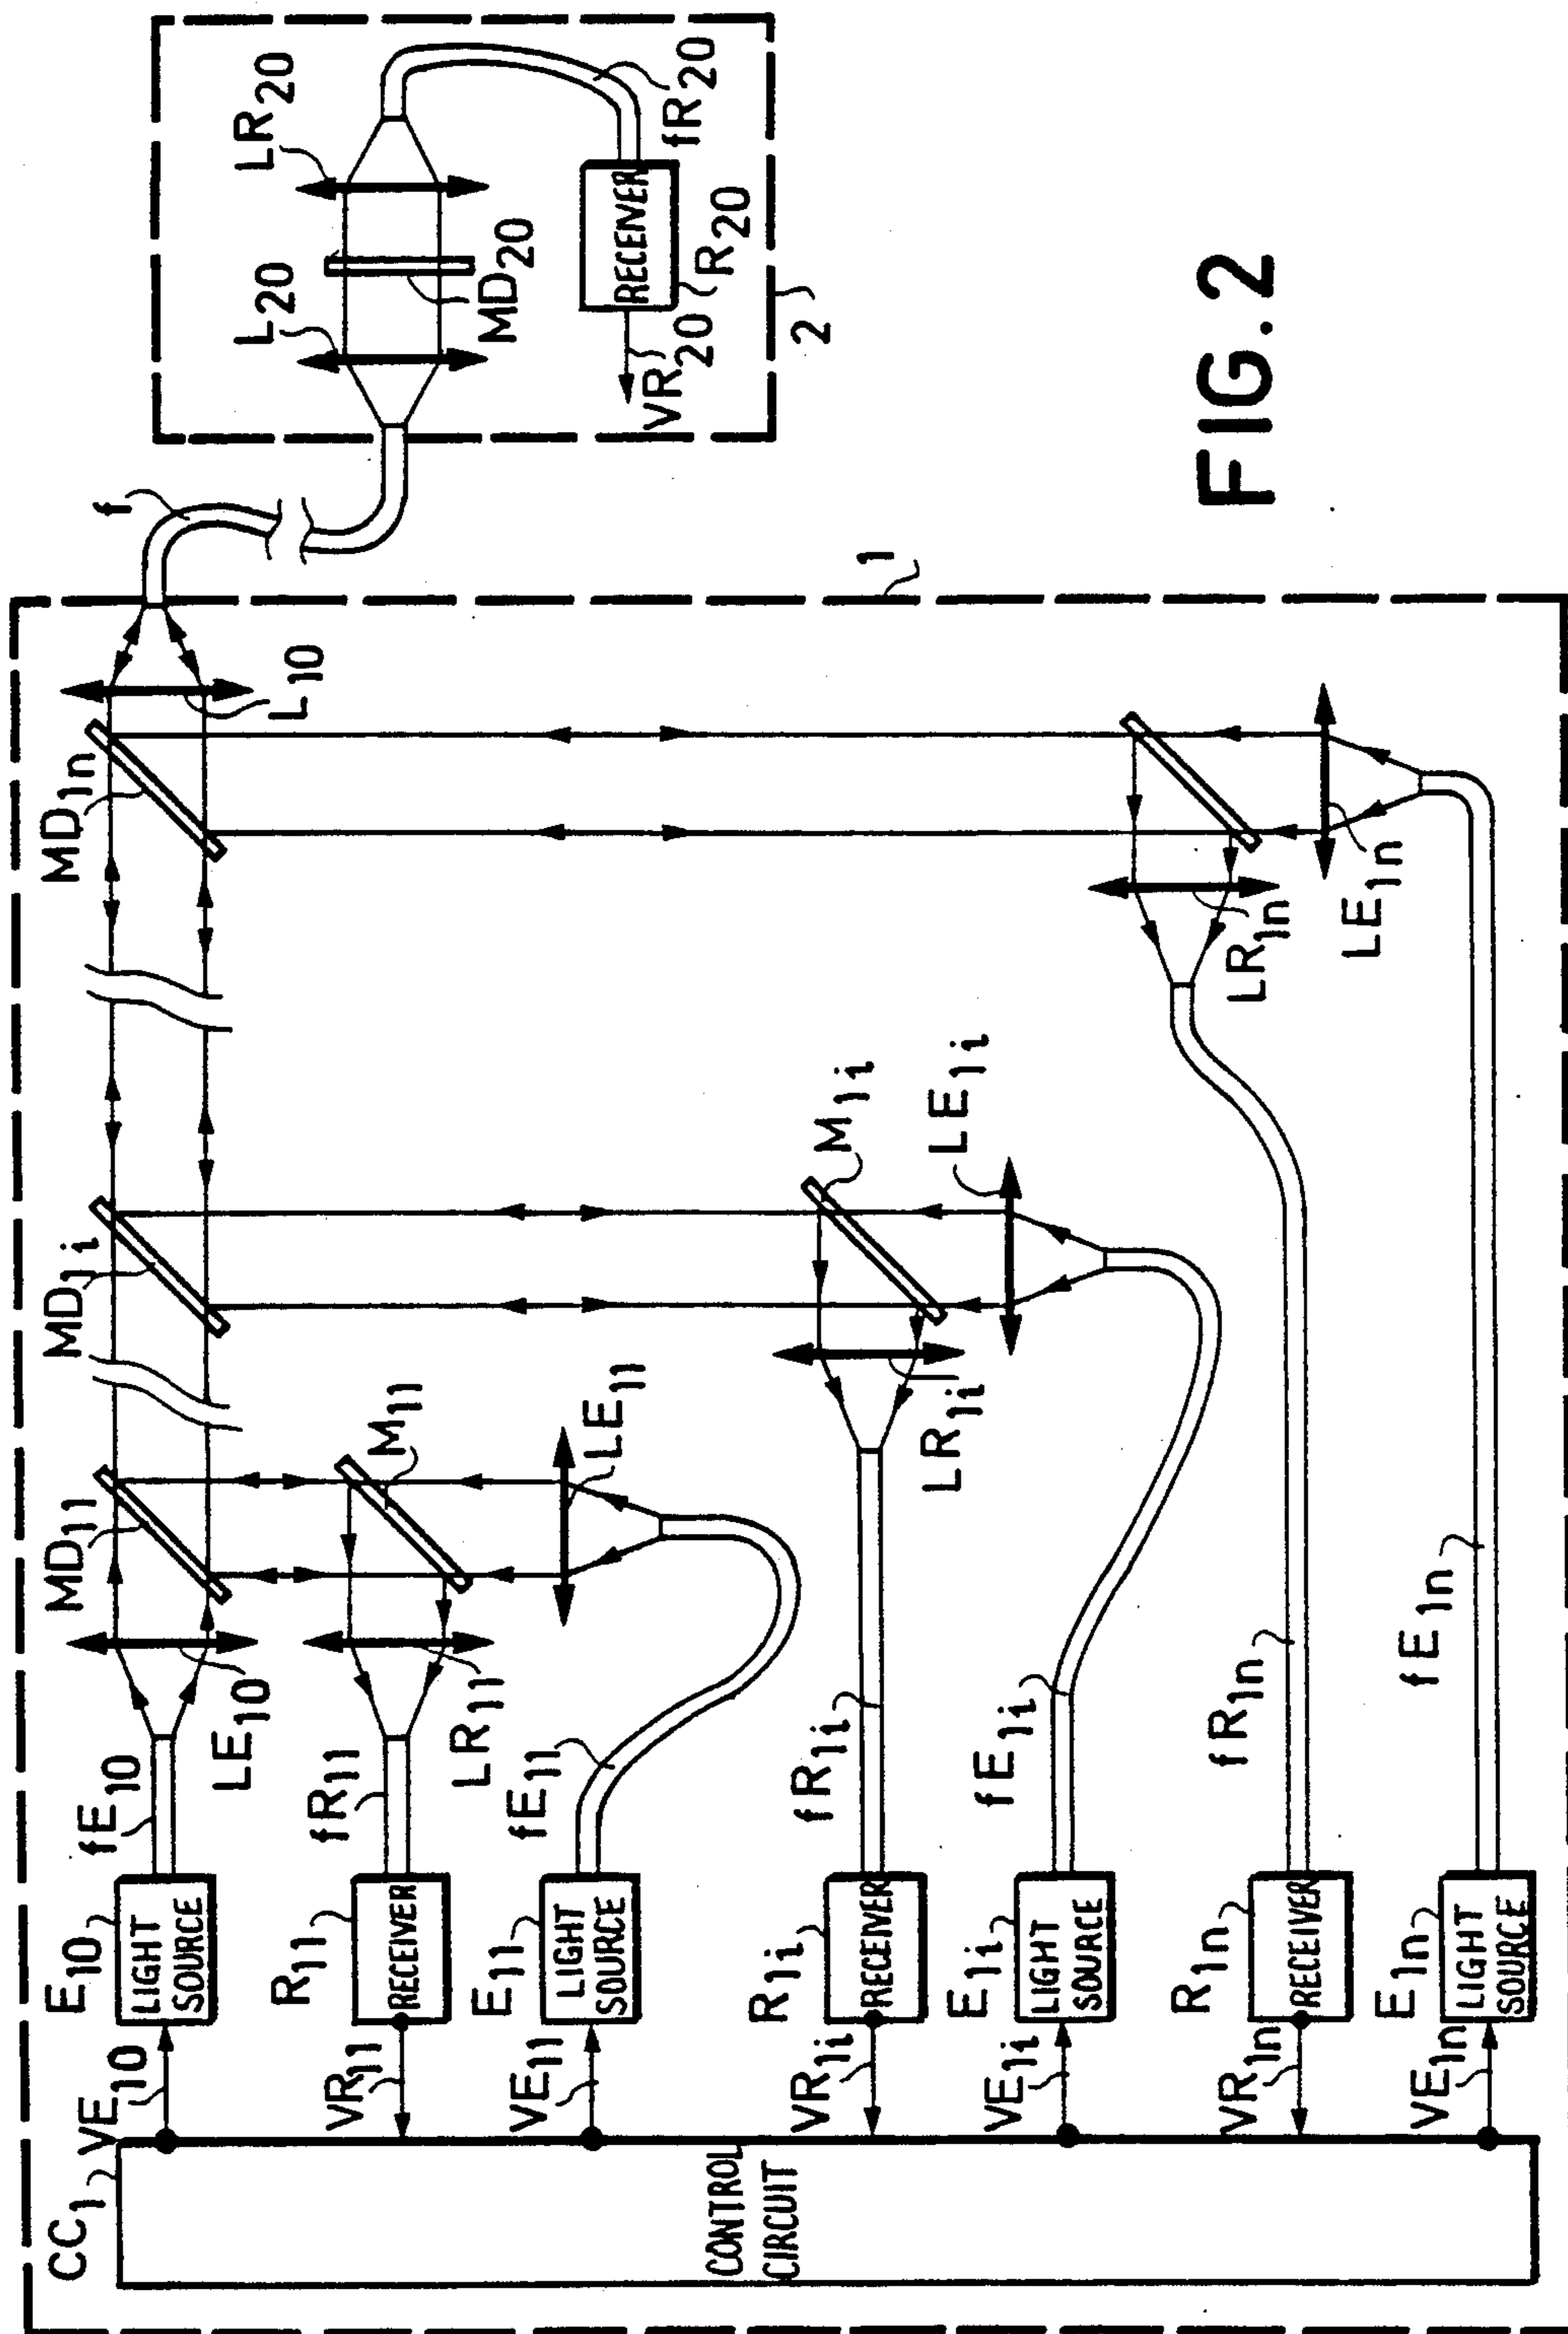 CC1
CONTROL
CIRCUIT
VE10
E10
LIGHT
SOURCE
fE10
LE10
MD11
VR11
R11
RECEIVER
fR11
LR11
M11
VE11
E11
LIGHT
SOURCE
fE11
LE11
MD1i
VR1i
R1i
RECEIVER
fR1i
LR1i
M1i
VE1i
E1i
LIGHT
SOURCE
fE1i
LE1i
MD1n
VR1n
R1n
RECEIVER
fR1n
LR1n
VE1n
E1n
LIGHT
SOURCE
fE1n
LE1n
L10
1
f
L20
LR20
MD20
fR20
RECEIVER
R20
VR20
2
FIG. 2